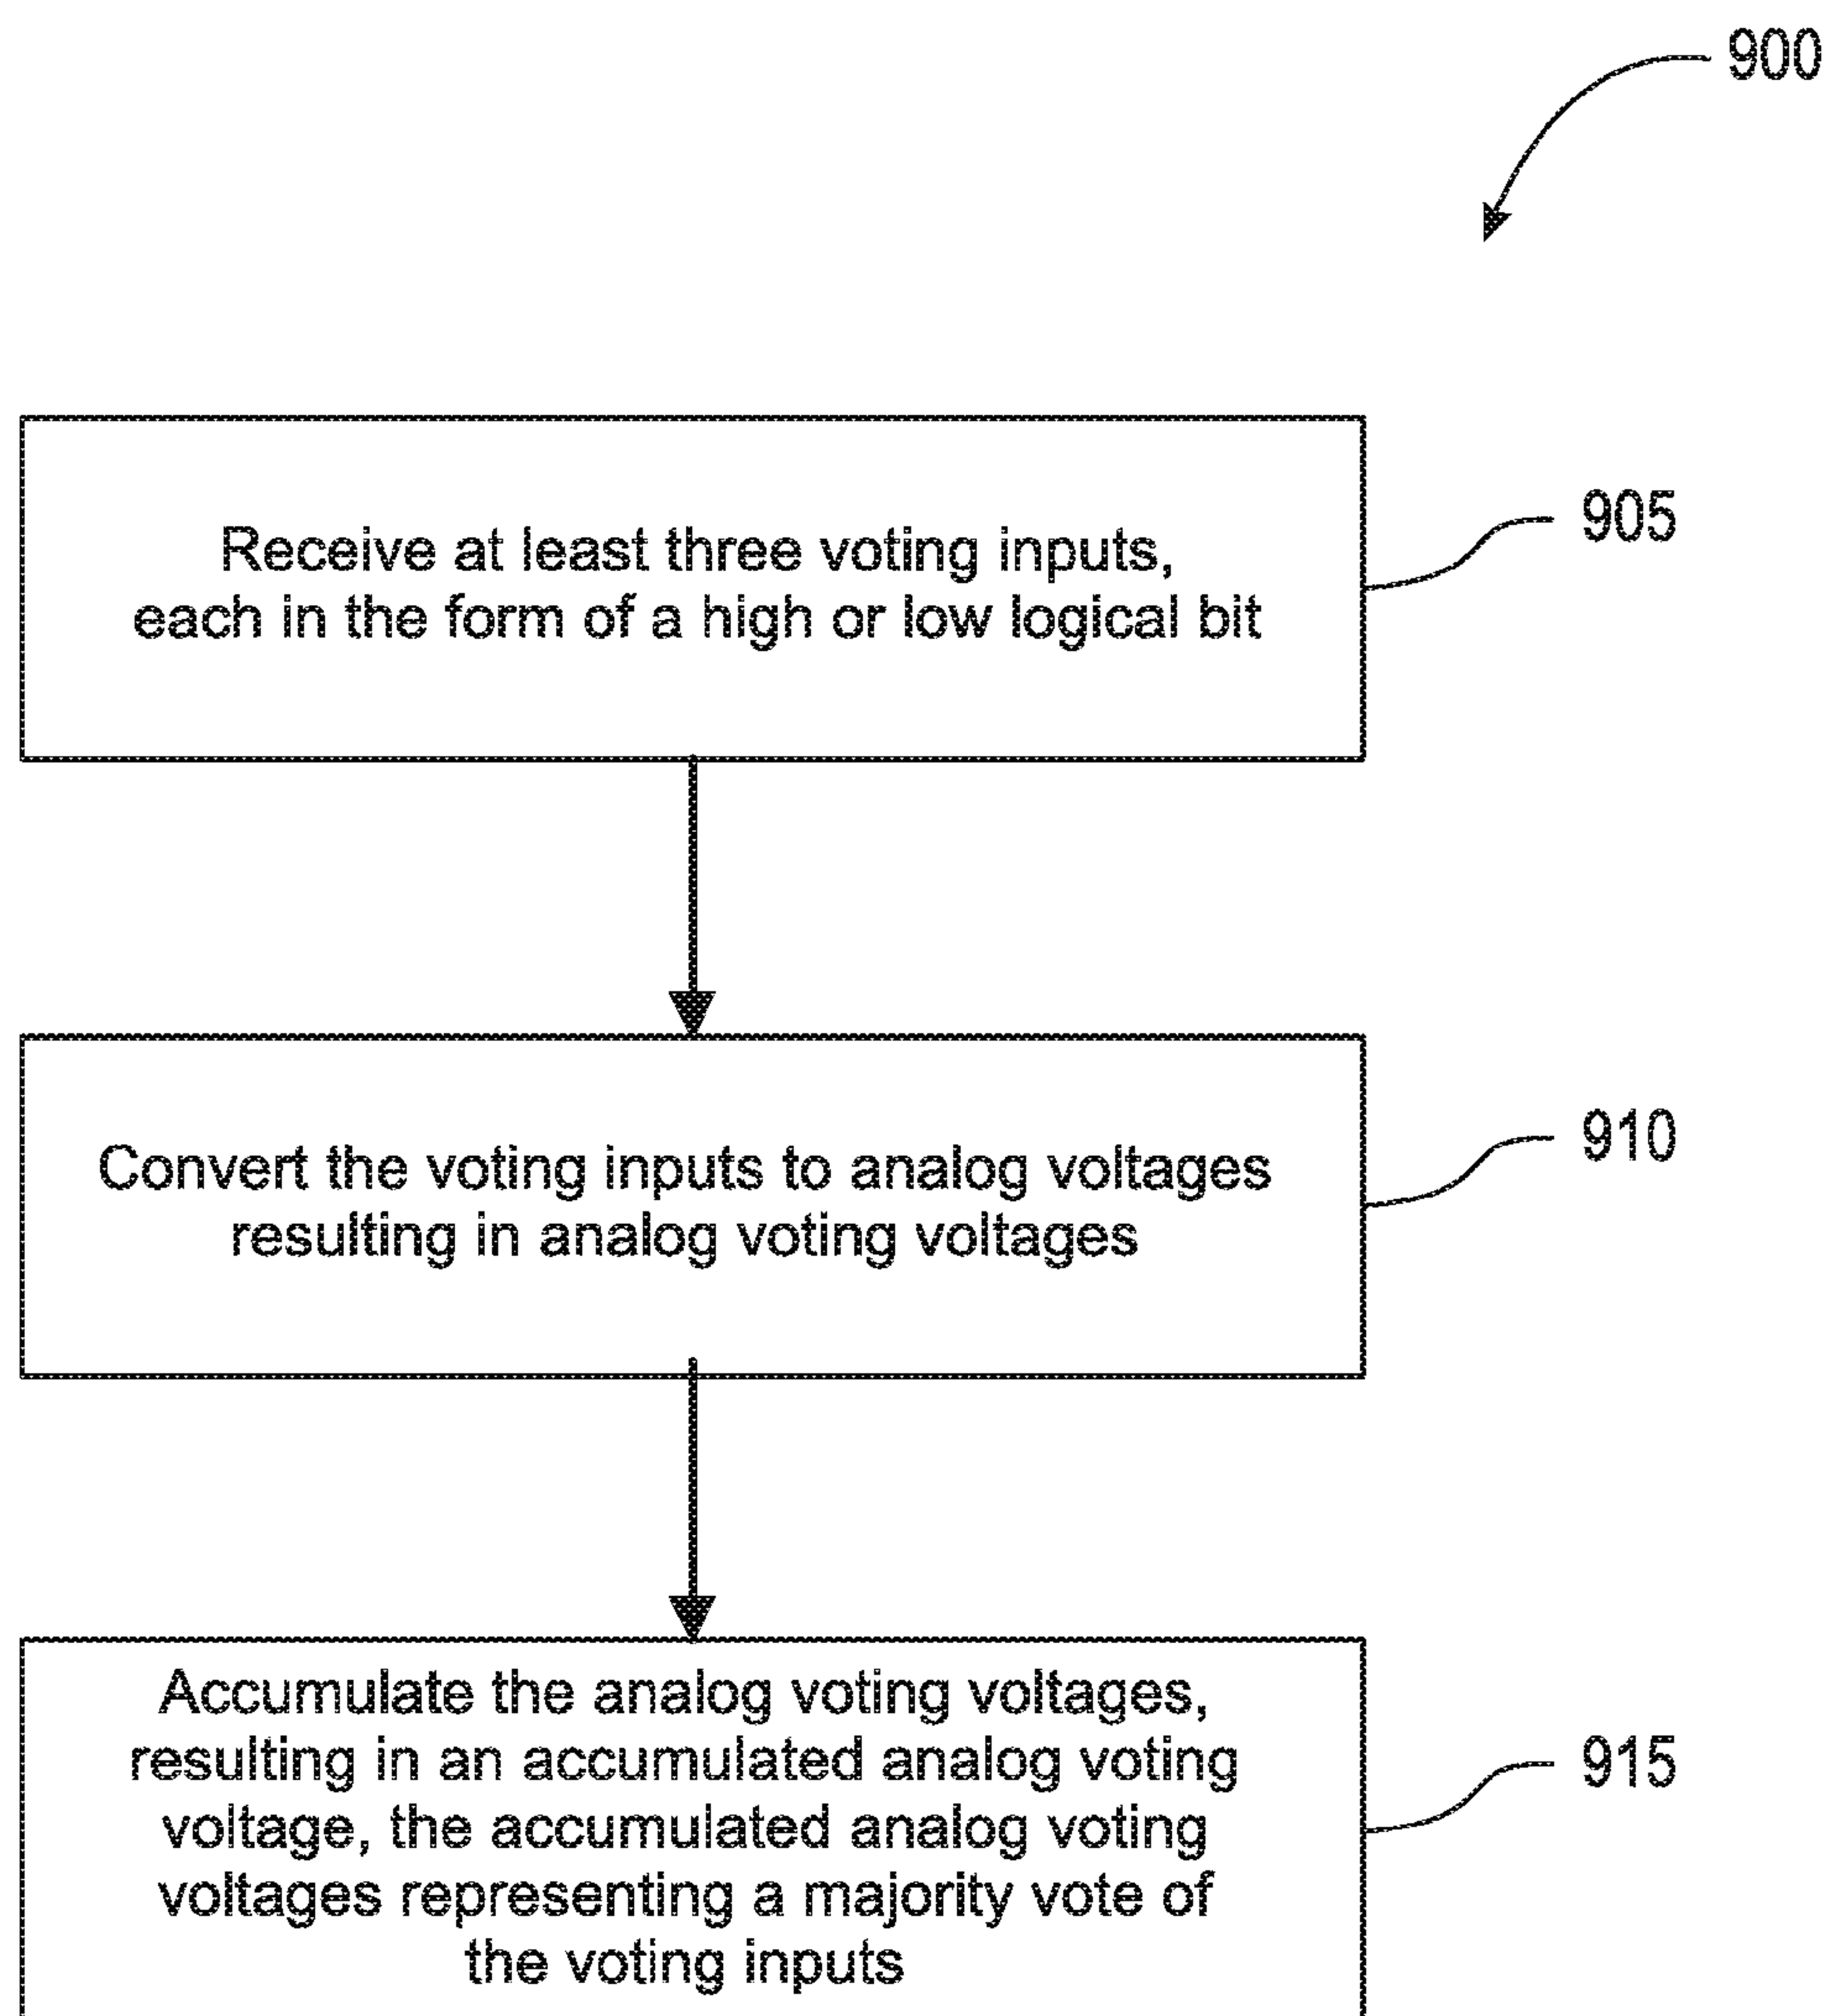 900
Receive at least three voting inputs,
each in the form of a high or low logical bit
905
Convert the voting inputs to analog voltages
resulting in analog voting voltages
910
Accumulate the analog voting voltages,
resulting in an accumulated analog voting
voltage, the accumulated analog voting
voltages representing a majority vote of
the voting inputs
915